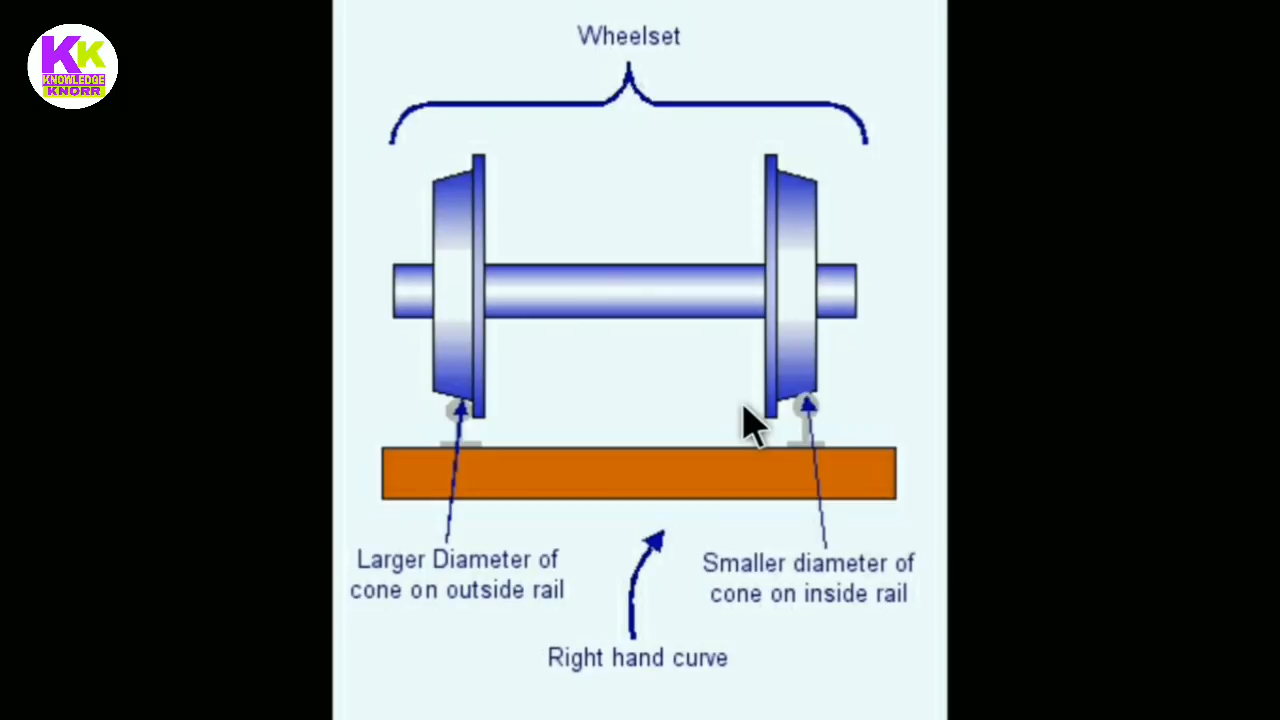 KK
KNOWLEDGE
KNORR
Wheelset
Larger Diameter of
cone on outside rail
Smaller diameter of
cone on inside rail
Right hand curve